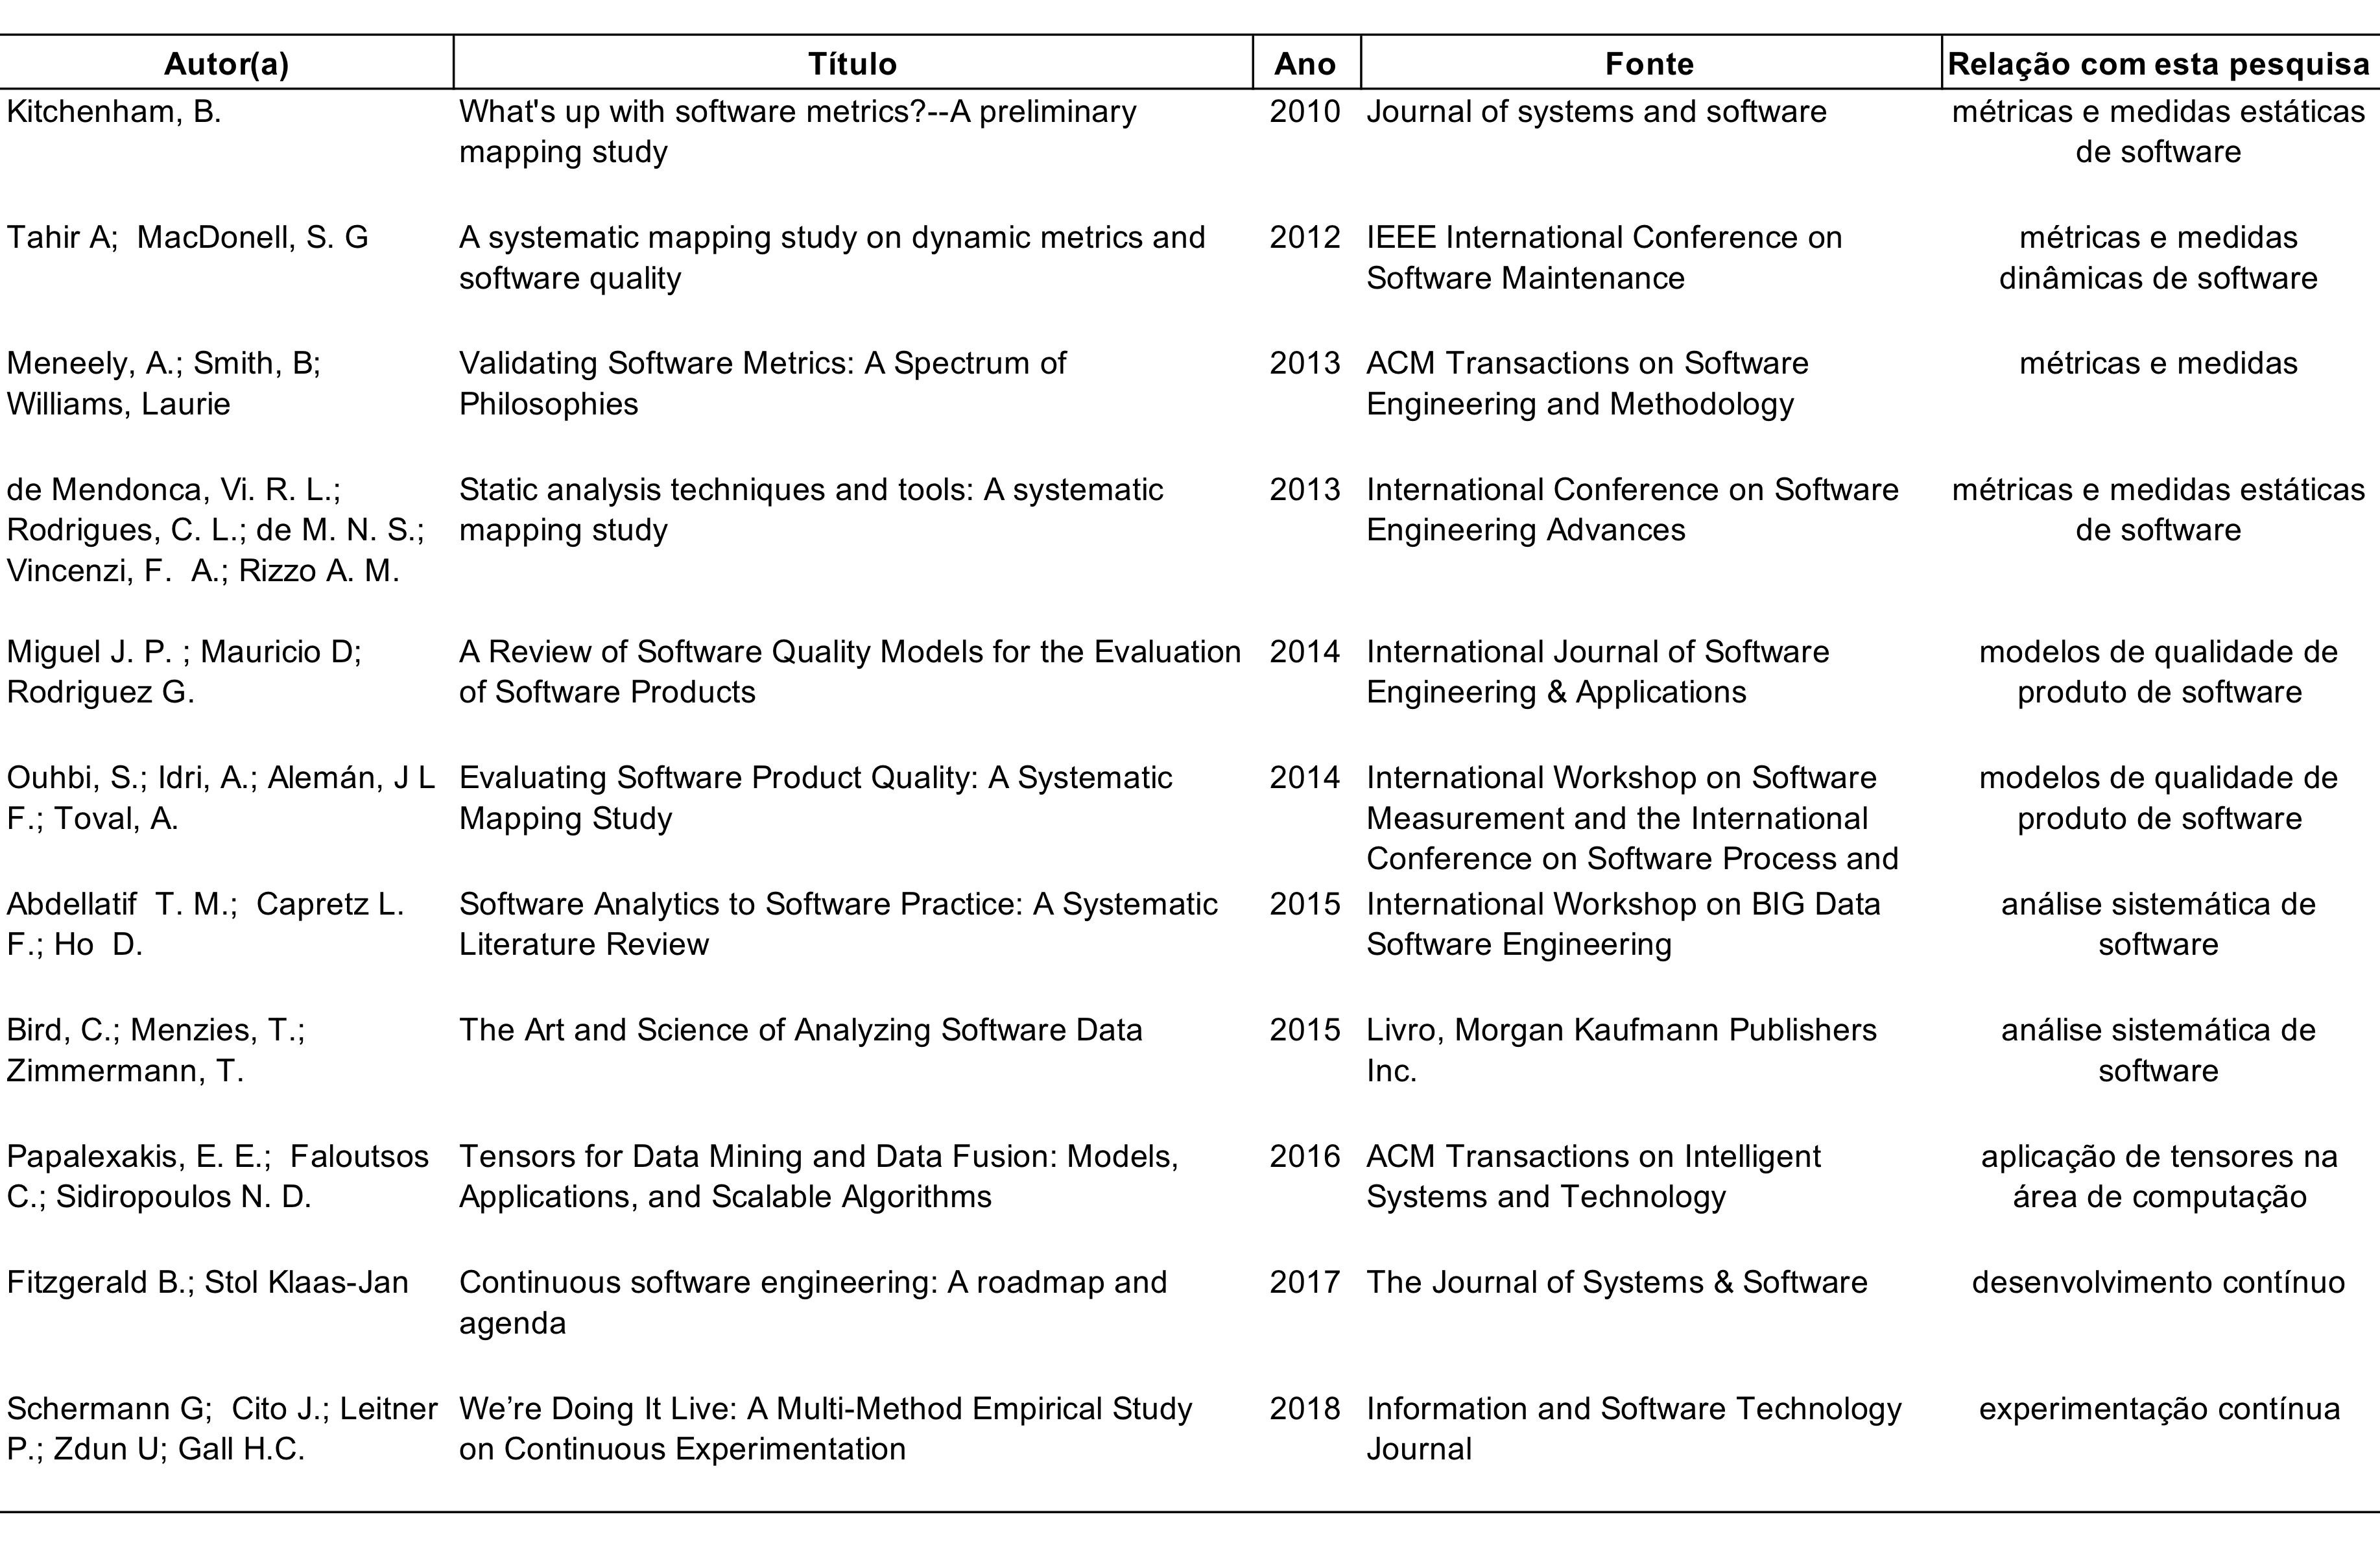 Autor(a) Título Ano Fonte Relação com esta pesquisa
Kitchenham, B. What's up with software metrics?--A preliminary 2010 Journal of systems and software métricas e medidas estáticas
mapping study de software
Tahir A;  MacDonell, S. G A systematic mapping study on dynamic metrics and 2012 IEEE International Conference on métricas e medidas
software quality Software Maintenance dinâmicas de software
Meneely, A.; Smith, B; Validating Software Metrics: A Spectrum of 2013 ACM Transactions on Software métricas e medidas
Williams, Laurie Philosophies Engineering and Methodology
de Mendonca, Vi. R. L.; Static analysis techniques and tools: A systematic 2013 International Conference on Software métricas e medidas estáticas
Rodrigues, C. L.; de M. N. S.; mapping study Engineering Advances de software
Vincenzi, F.  A.; Rizzo A. M.
Miguel J. P. ; Mauricio D; A Review of Software Quality Models for the Evaluation 2014 International Journal of Software modelos de qualidade de
Rodriguez G. of Software Products Engineering & Applications produto de software
Ouhbi, S.; Idri, A.; Alemán, J L Evaluating Software Product Quality: A Systematic 2014 International Workshop on Software modelos de qualidade de
F.; Toval, A. Mapping Study Measurement and the International produto de software
Conference on Software Process and
Abdellatif  T. M.;  Capretz L. Software Analytics to Software Practice: A Systematic 2015 International Workshop on BIG Data análise sistemática de
F.; Ho  D. Literature Review Software Engineering software
Bird, C.; Menzies, T.; The Art and Science of Analyzing Software Data 2015 Livro, Morgan Kaufmann Publishers análise sistemática de
Zimmermann, T. Inc. software
Papalexakis, E. E.;  Faloutsos Tensors for Data Mining and Data Fusion: Models, 2016 ACM Transactions on Intelligent aplicação de tensores na
C.; Sidiropoulos N. D. Applications, and Scalable Algorithms Systems and Technology área de computação
Fitzgerald B.; Stol Klaas-Jan Continuous software engineering: A roadmap and 2017 The Journal of Systems & Software desenvolvimento contínuo
agenda
Schermann G;  Cito J.; Leitner We’re Doing It Live: A Multi-Method Empirical Study 2018 Information and Software Technology experimentação contínua
P.; Zdun U; Gall H.C. on Continuous Experimentation Journal